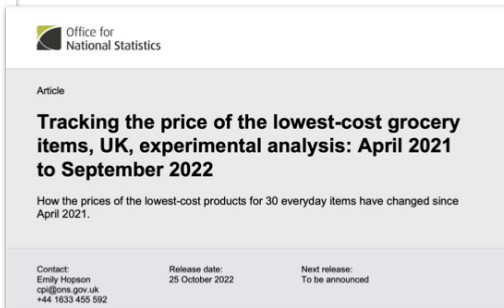 Office for
National Statistics
Article
Tracking the price of the lowest-cost grocery
items, UK, experimental analysis: April 2021
to September 2022
How the prices of the lowest-cost products for 30 everyday items have changed since
April 2021.
Contact:
Emily Hopson
cpi@ons.gov.uk
+44 1633 455 592
Release date:
25 October 2022
Next release:
To be announced